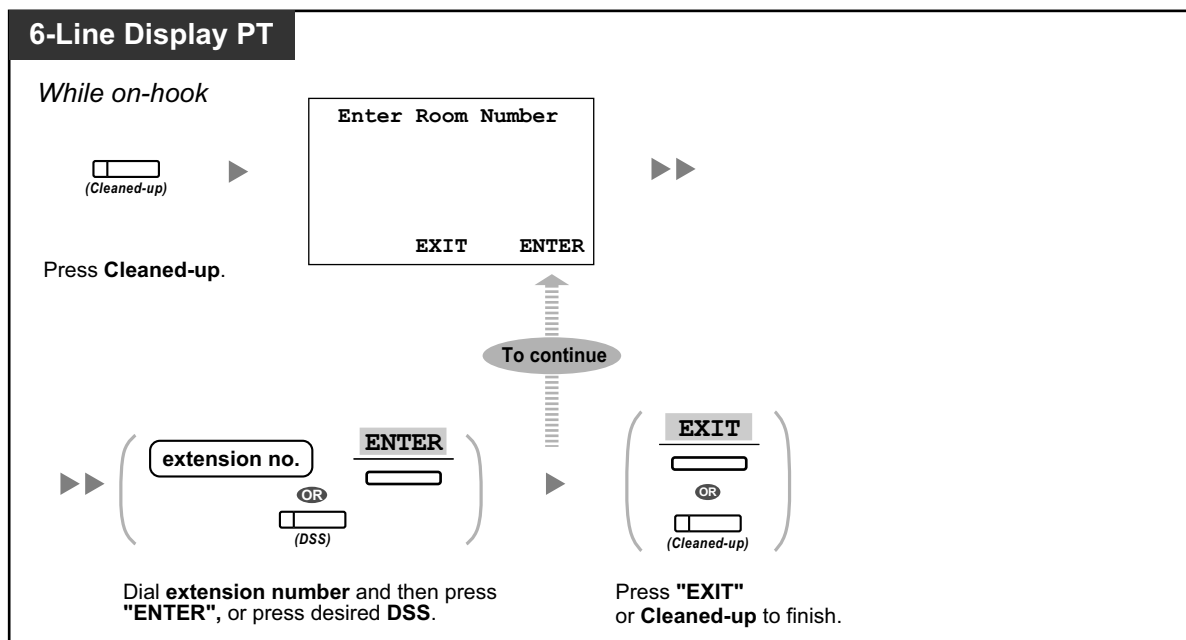 6-Line Display PT
While on-hook
(Cleaned-up)
Press Cleaned-up.
Enter Room Number
EXIT ENTER
To continue
extension no.
OR
(DSS)
ENTER
Dial extension number and then press
"ENTER", or press desired DSS.
EXIT
OR
(Cleaned-up)
Press "EXIT"
or Cleaned-up to finish.